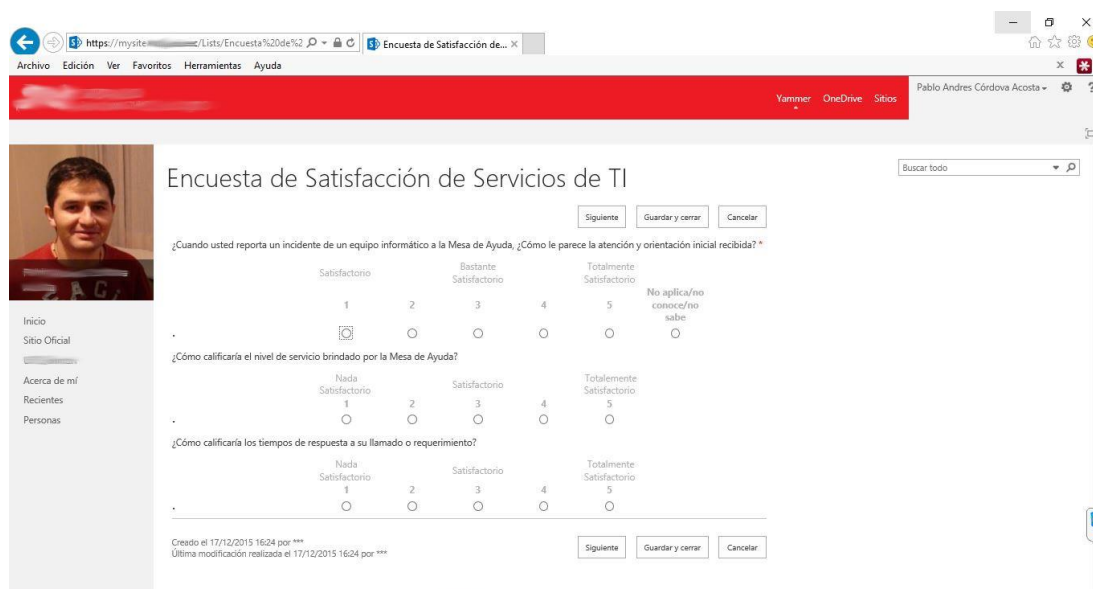 https://mysite /Lists/Encuesta%20de%2
Encuesta de Satisfacción de...
Archivo Edición Ver Favoritos Herramientas Ayuda
Yammer OneDrive Sitios
Pablo Andres Córdova Acosta
?
Buscar todo
Encuesta de Satisfacción de Servicios de TI
Siguiente Guardar y cerrar Cancelar
¿Cuando usted reporta un incidente de un equipo informático a la Mesa de Ayuda, ¿Cómo le parece la atención y orientación inicial recibida? *
Satisfactorio Bastante Satisfactorio Totalmente Satisfactorio
1 2 3 4 5 No aplica/no conoce/no sabe
.
¿Cómo calificaría el nivel de servicio brindado por la Mesa de Ayuda?
Nada Satisfactorio Satisfactorio Totalemente Satisfactorio
1 2 3 4 5
.
¿Cómo calificaría los tiempos de respuesta a su llamado o requerimiento?
Nada Satisfactorio Satisfactorio Totalmente Satisfactorio
1 2 3 4 5
.
Creado el 17/12/2015 16:24 por ***
Última modificación realizada el 17/12/2015 16:24 por ***
Siguiente Guardar y cerrar Cancelar
Inicio
Sitio Oficial
Acerca de mí
Recientes
Personas